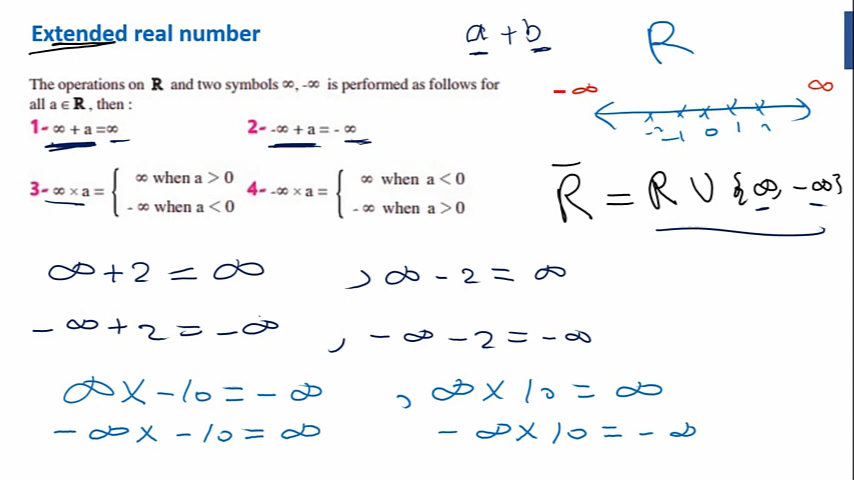 Extended real number
a + b
R
The operations on R and two symbols ∞, -∞ is performed as follows for
all a ∈ R, then :
-∞ ∞
-2 -1 0 1 2
1- ∞ + a = ∞ 2- -∞ + a = - ∞
3- ∞ × a = { ∞ when a > 0
- ∞ when a < 0
4- -∞ × a = { ∞ when a < 0
- ∞ when a > 0
R̄ = R ∪ {∞, -∞}
∞ + 2 = ∞ , ∞ - 2 = ∞
- ∞ + 2 = - ∞ , - ∞ - 2 = - ∞
∞ × -10 = - ∞ , ∞ × 10 = ∞
- ∞ × -10 = ∞ - ∞ × 10 = - ∞